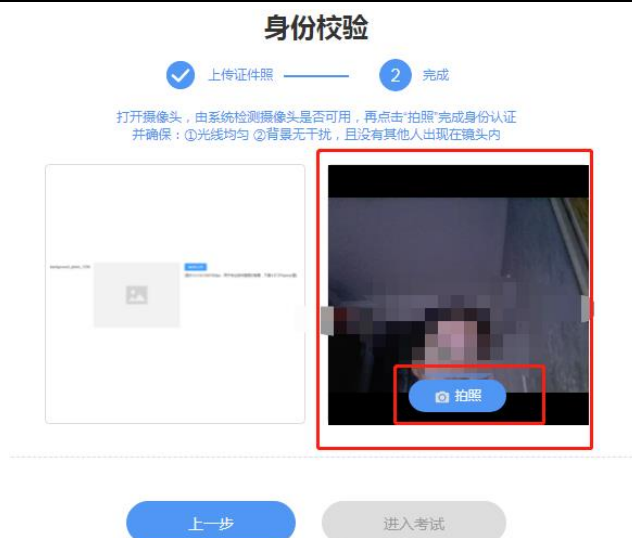 身份校验
上传证件照
2 完成
打开摄像头，由系统检测摄像头是否可用，再点击“拍照”完成身份认证
并确保：①光线均匀 ②背景无干扰，且没有其他人出现在镜头内
拍照
上一步
进入考试